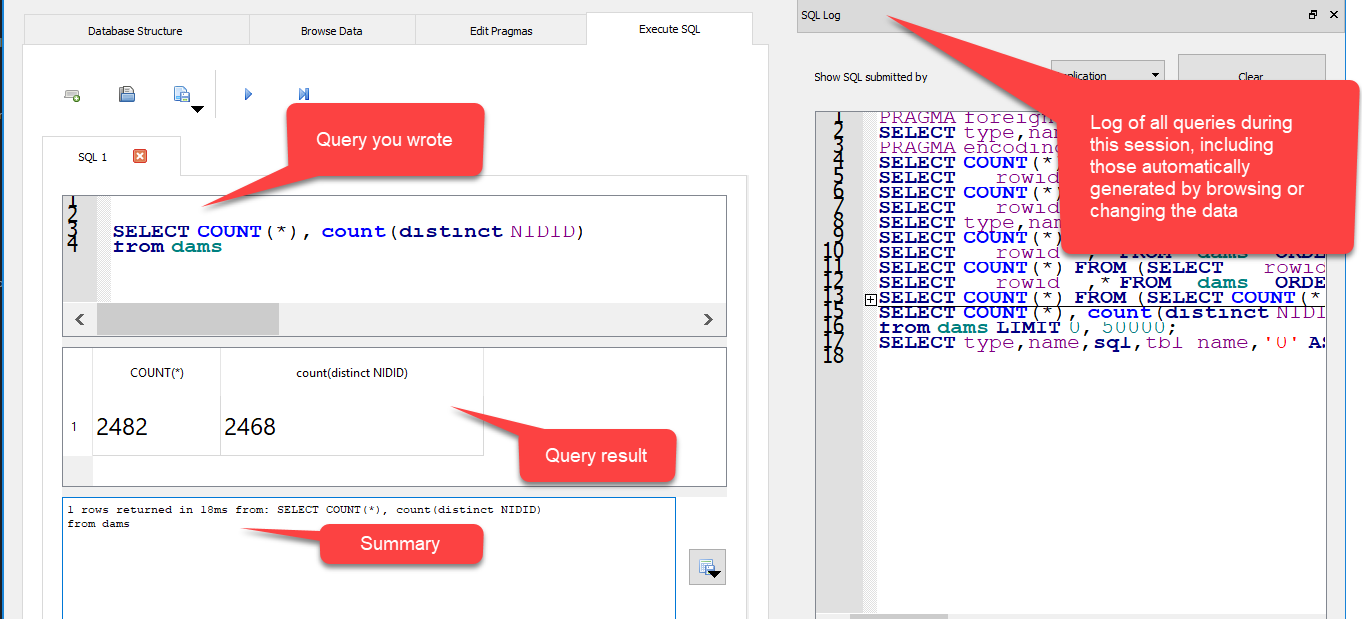 Database Structure
Browse Data
Edit Pragmas
Execute SQL
SQL 1
Query you wrote
1
2
3
4
SELECT COUNT(*), count(distinct NIDID)
from dams
COUNT(*)
count(distinct NIDID)
1
2482
2468
Query result
1 rows returned in 18ms from: SELECT COUNT(*), count(distinct NIDID)
from dams
Summary
SQL Log
Show SQL submitted by
plication
Clear
Log of all queries during
this session, including
those automatically
generated by browsing or
changing the data
1 PRAGMA foreign
2 SELECT type,nam
3 PRAGMA encoding
4 SELECT COUNT(*
5 SELECT rowid
6 SELECT COUNT(*)
7 SELECT rowid
8 SELECT type,nam
9 SELECT COUNT(*)
10 SELECT rowid ,* FROM dams ORDE
11 SELECT COUNT(*) FROM (SELECT rowid
12 SELECT rowid ,* FROM dams ORDE
13 SELECT COUNT(*) FROM (SELECT COUNT(*
15 SELECT COUNT(*), count(distinct NIDI
16 from dams LIMIT 0, 50000;
17 SELECT type,name,sql,tbl_name,'0' AS
18